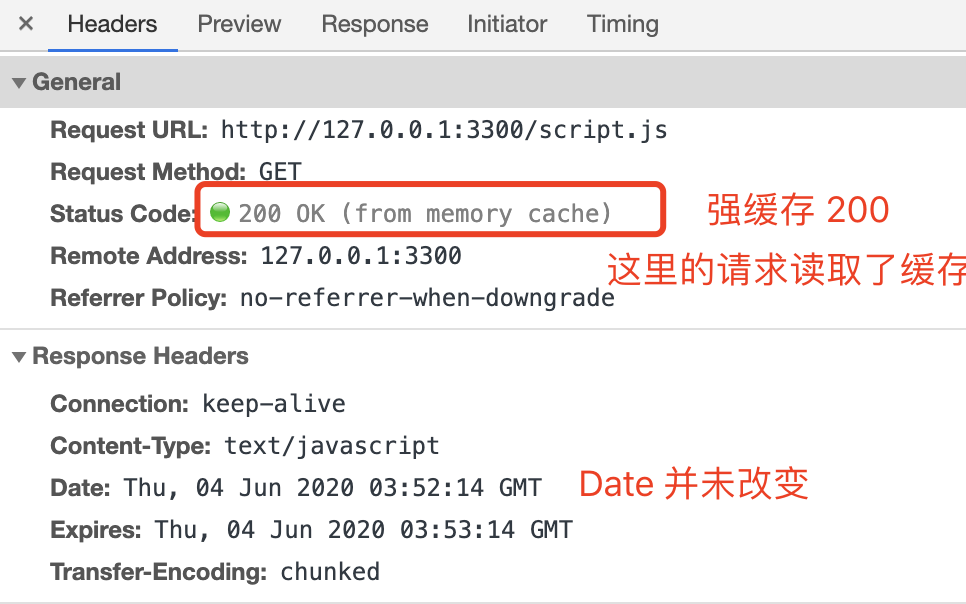 × Headers Preview Response Initiator Timing
▼ General
Request URL: http://127.0.0.1:3300/script.js
Request Method: GET
Status Code: 200 OK (from memory cache) 强缓存 200
Remote Address: 127.0.0.1:3300 这里的请求读取了缓存
Referrer Policy: no-referrer-when-downgrade
▼ Response Headers
Connection: keep-alive
Content-Type: text/javascript
Date: Thu, 04 Jun 2020 03:52:14 GMT Date 并未改变
Expires: Thu, 04 Jun 2020 03:53:14 GMT
Transfer-Encoding: chunked